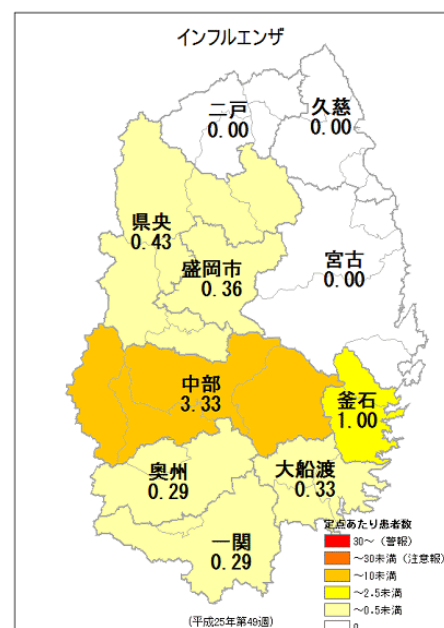 インフルエンザ
二戸
0.00
久慈
0.00
県央
0.43
盛岡市
0.36
宮古
0.00
中部
3.33
釜石
1.00
奥州
0.29
大船渡
0.33
一関
0.29
定点あたり患者数
30~ (警報)
~30未満 (注意報)
~10未満
~2.5未満
~0.5未満
0
(平成25年第49週)